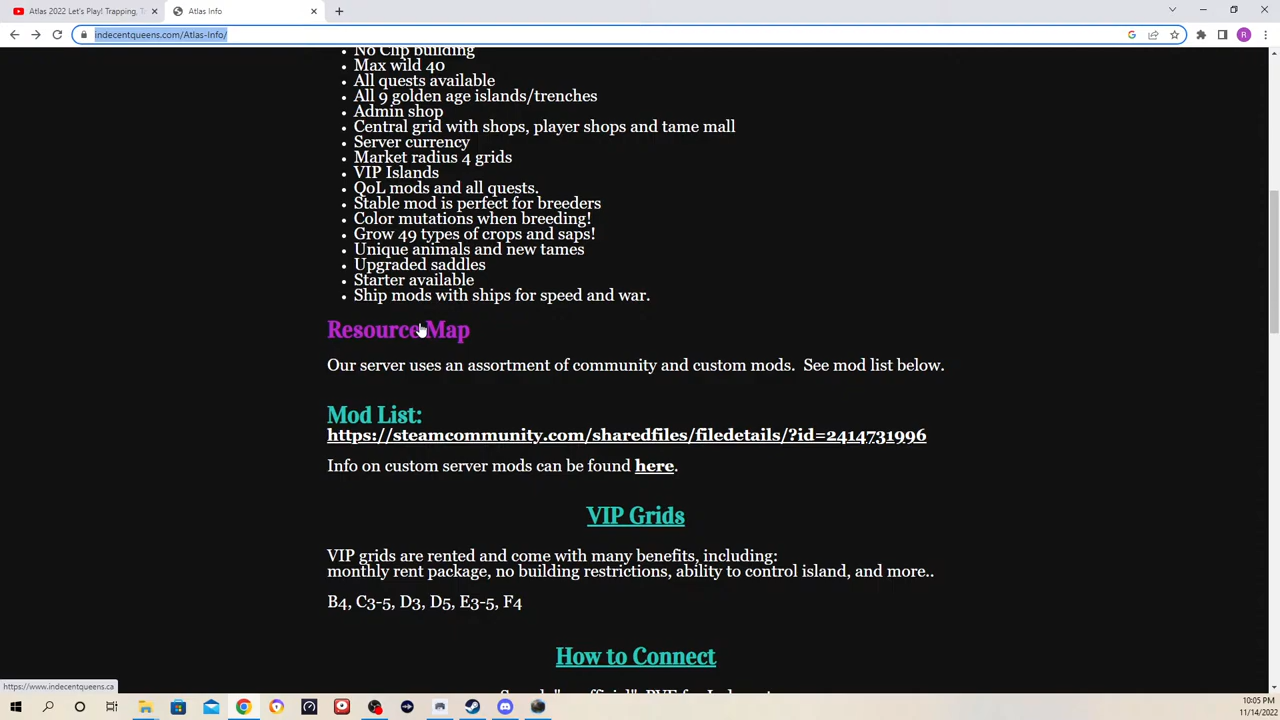 Atlas 2022 Let's Play! Trapping, T
Atlas Info
indecentqueens.com/Atlas-Info/
No Clip building
Max wild 40
All quests available
All 9 golden age islands/trenches
Admin shop
Central grid with shops, player shops and tame mall
Server currency
Market radius 4 grids
VIP Islands
QoL mods and all quests.
Stable mod is perfect for breeders
Color mutations when breeding!
Grow 49 types of crops and saps!
Unique animals and new tames
Upgraded saddles
Starter available
Ship mods with ships for speed and war.
Resource Map
Our server uses an assortment of community and custom mods.  See mod list below.
Mod List:
https://steamcommunity.com/sharedfiles/filedetails/?id=2414731996
Info on custom server mods can be found here.
VIP Grids
VIP grids are rented and come with many benefits, including:
monthly rent package, no building restrictions, ability to control island, and more..
B4, C3-5, D3, D5, E3-5, F4
How to Connect
https://www.indecentqueens.ca
10:05 PM
11/14/2022